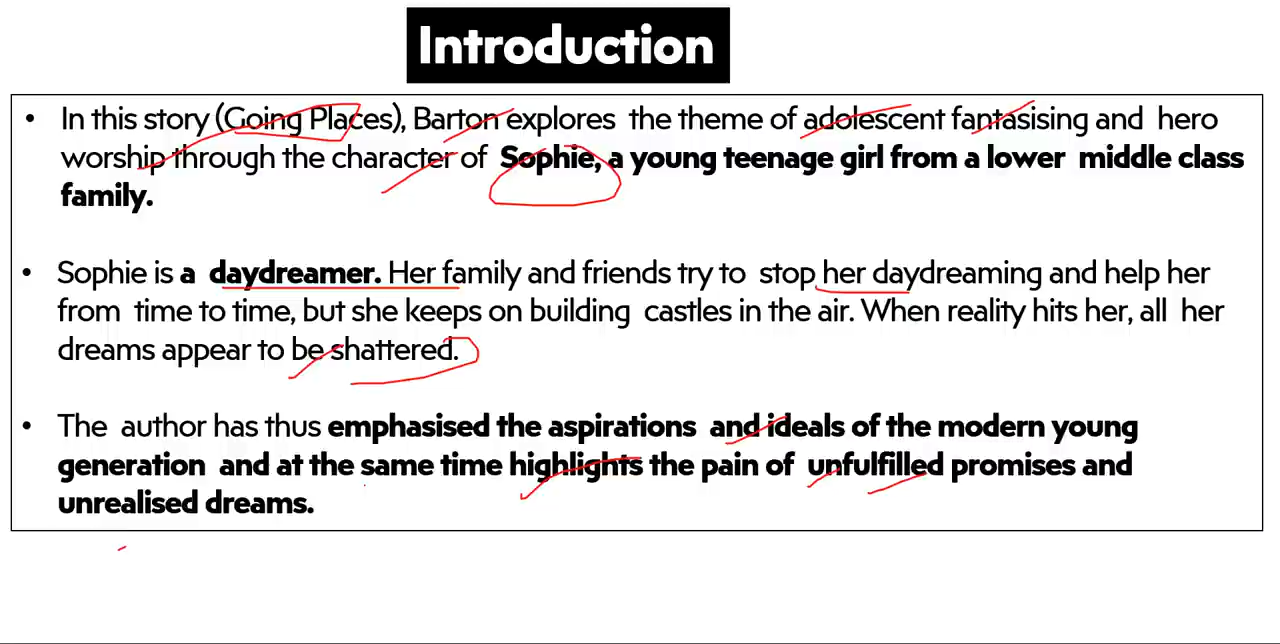 Introduction
• In this story (Going Places), Barton explores the theme of adolescent fantasising and hero
worship through the character of Sophie, a young teenage girl from a lower middle class
family.
• Sophie is a daydreamer. Her family and friends try to stop her daydreaming and help her
from time to time, but she keeps on building castles in the air. When reality hits her, all her
dreams appear to be shattered.
• The author has thus emphasised the aspirations and ideals of the modern young
generation and at the same time highlights the pain of unfulfilled promises and
unrealised dreams.